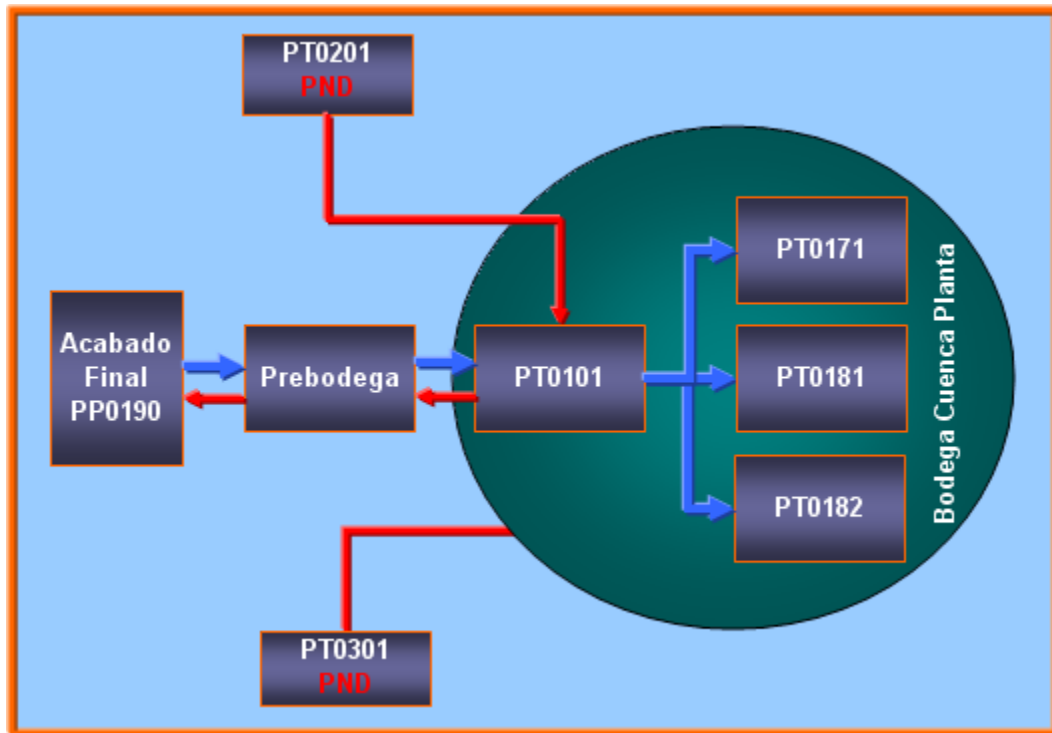 PT0201
PND
PT0171
Acabado
Final
PP0190
Prebodega
PT0101
PT0181
PT0182
Bodega Cuenca Planta
PT0301
PND